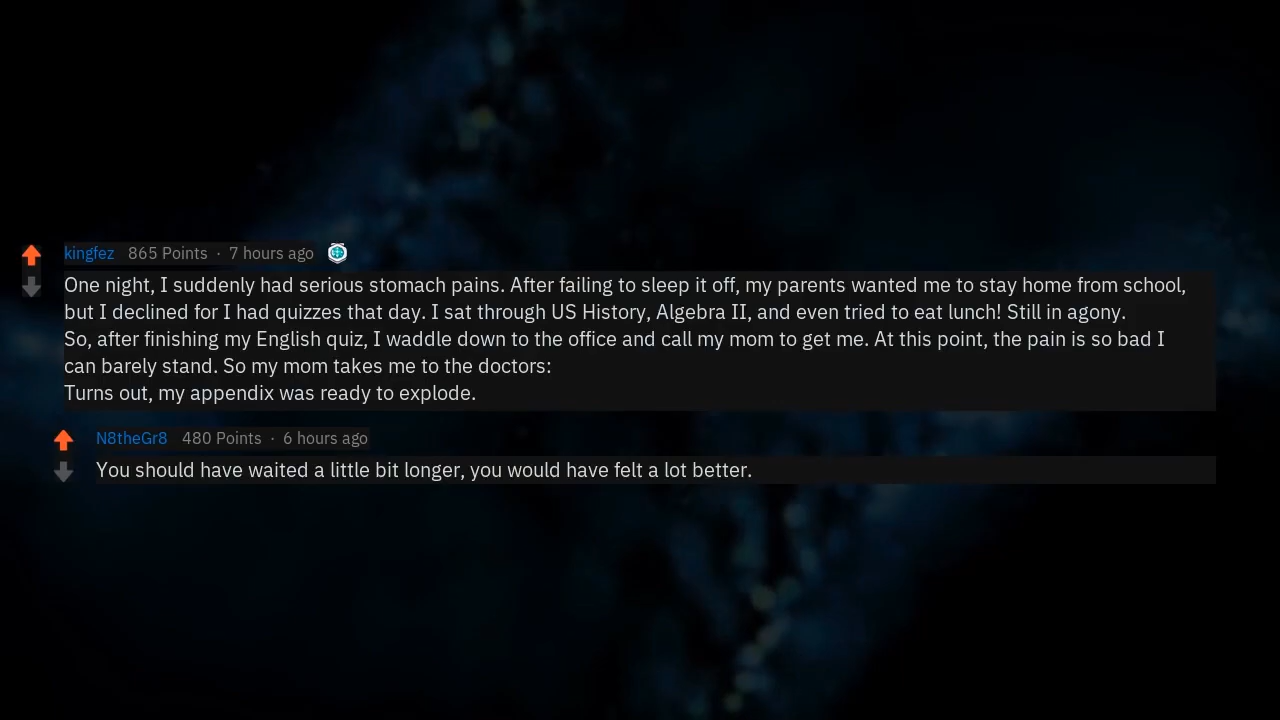 kingfez 865 Points · 7 hours ago
One night, I suddenly had serious stomach pains. After failing to sleep it off, my parents wanted me to stay home from school,
but I declined for I had quizzes that day. I sat through US History, Algebra II, and even tried to eat lunch! Still in agony.
So, after finishing my English quiz, I waddle down to the office and call my mom to get me. At this point, the pain is so bad I
can barely stand. So my mom takes me to the doctors:
Turns out, my appendix was ready to explode.
N8theGr8 480 Points · 6 hours ago
You should have waited a little bit longer, you would have felt a lot better.